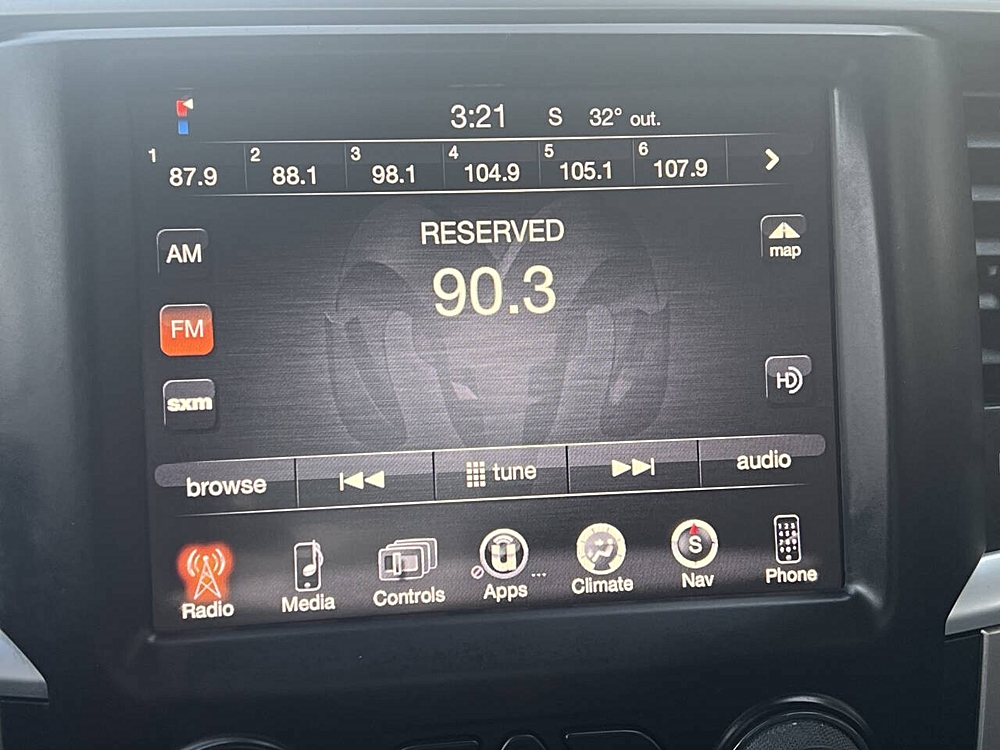 3:21 S 32° out.
1 87.9 2 88.1 3 98.1 4 104.9 5 105.1 6 107.9
RESERVED
90.3
AM
map
FM
HD
sxm
browse tune audio
Radio Media Controls Apps ... Climate S Nav Phone